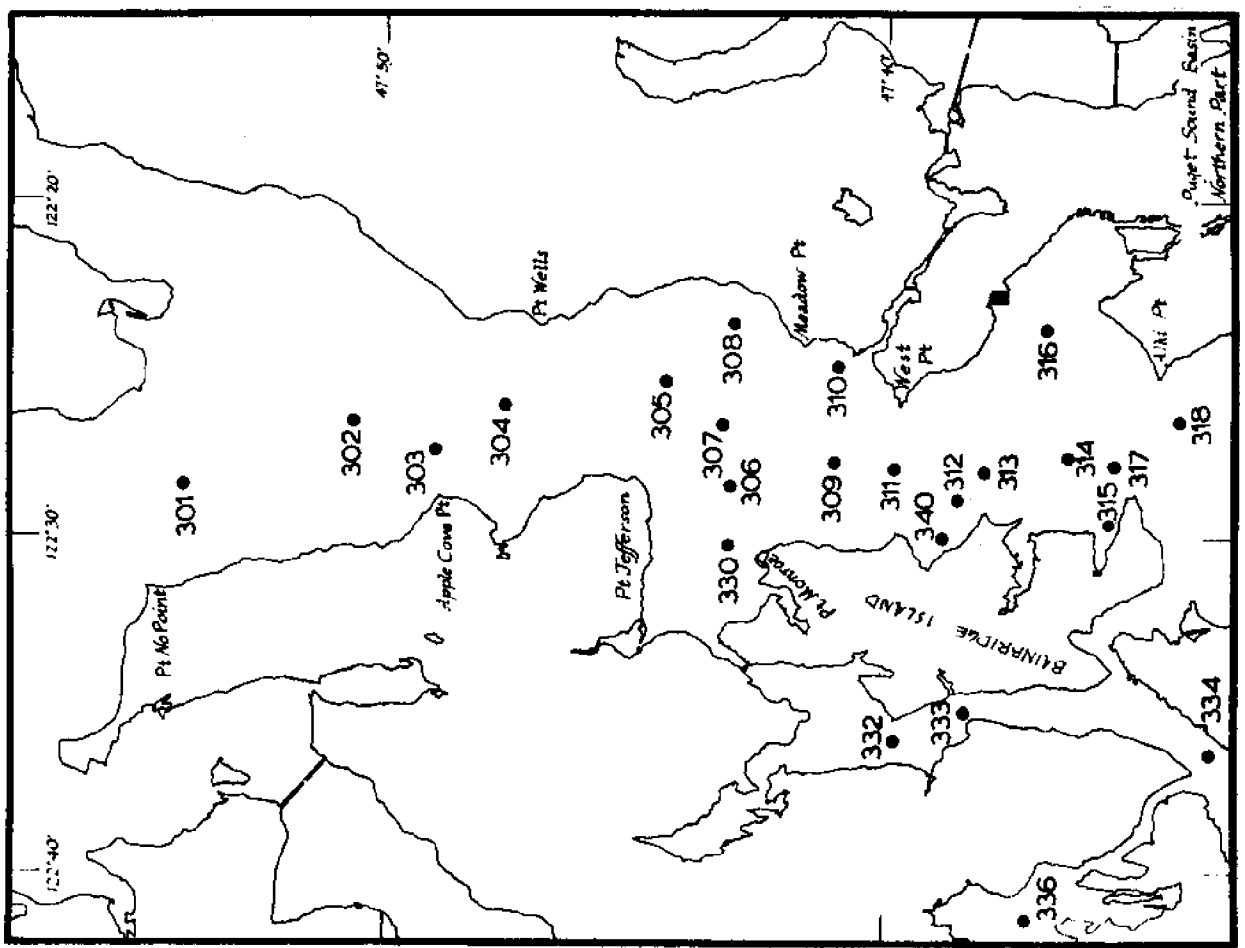 122°20'
122°30'
122°40'
47°50'
47°40'
Pt No Point
Apple Cove Pt
Pt Wells
Pt Jefferson
Meadow Pt
West
Pt
Pt Monroe
BAINBRIDGE ISLAND
Alki Pt
Puget Sound Basin
Northern Part
301
302
303
304
305
306
307
308
309
310
311
312
313
314
315
316
317
318
330
332
333
334
336
340